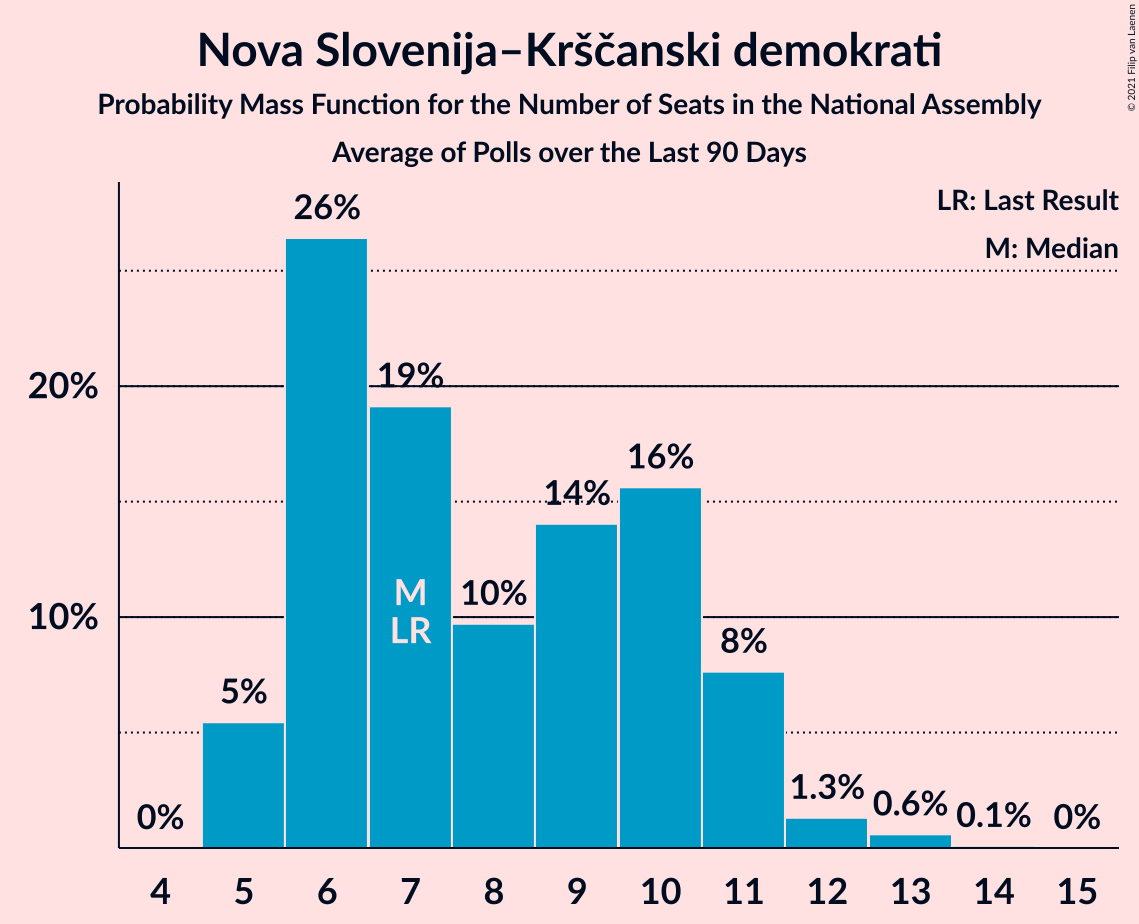 Nova Slovenija–Krščanski demokrati
Probability Mass Function for the Number of Seats in the National Assembly
Average of Polls over the Last 90 Days
© 2021 Filip van Laenen
LR: Last Result
M: Median
26%
20%
19%
16%
14%
10%
10%
8%
5%
1.3%
0.6%
0.1%
0%
0%
M
LR
4 5 6 7 8 9 10 11 12 13 14 15